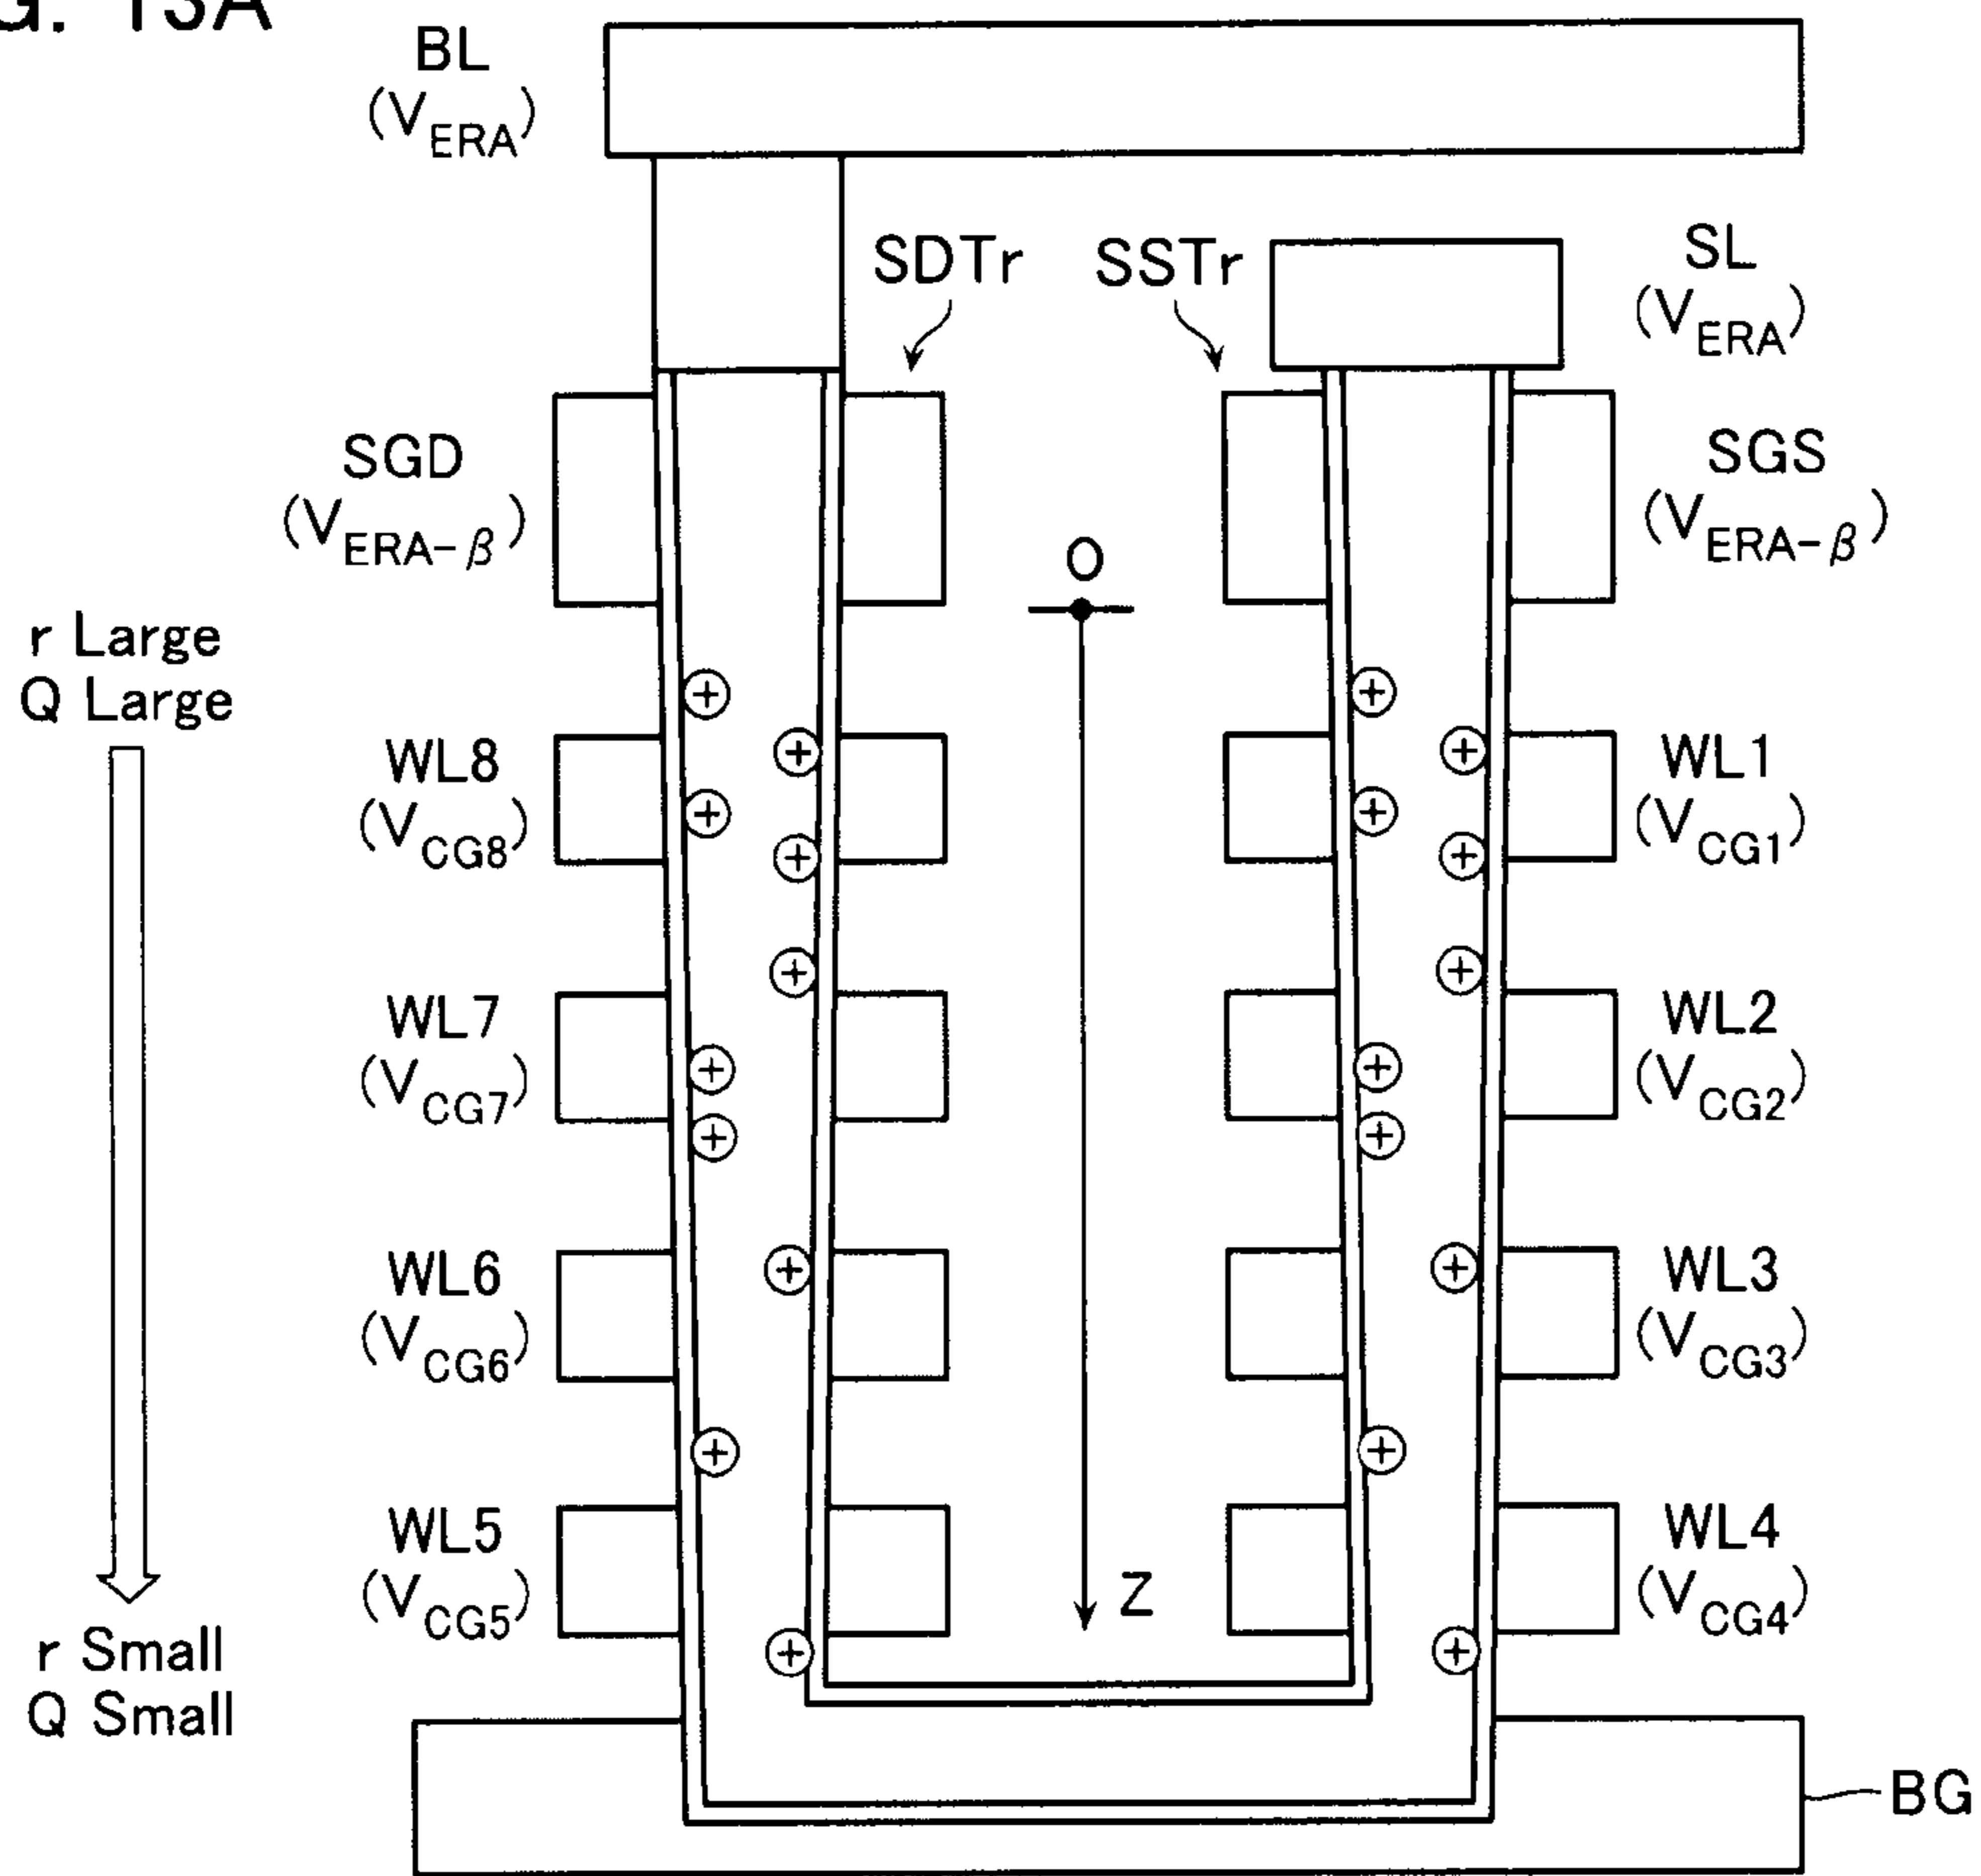 G. 13A
BL
(VERA)
SDTr
SSTr
SL
(VERA)
SGD
(VERA-β)
SGS
(VERA-β)
O
r Large
Q Large
WL8
(VCG8)
WL1
(VCG1)
WL7
(VCG7)
WL2
(VCG2)
WL6
(VCG6)
WL3
(VCG3)
WL5
(VCG5)
WL4
(VCG4)
Z
r Small
Q Small
BG